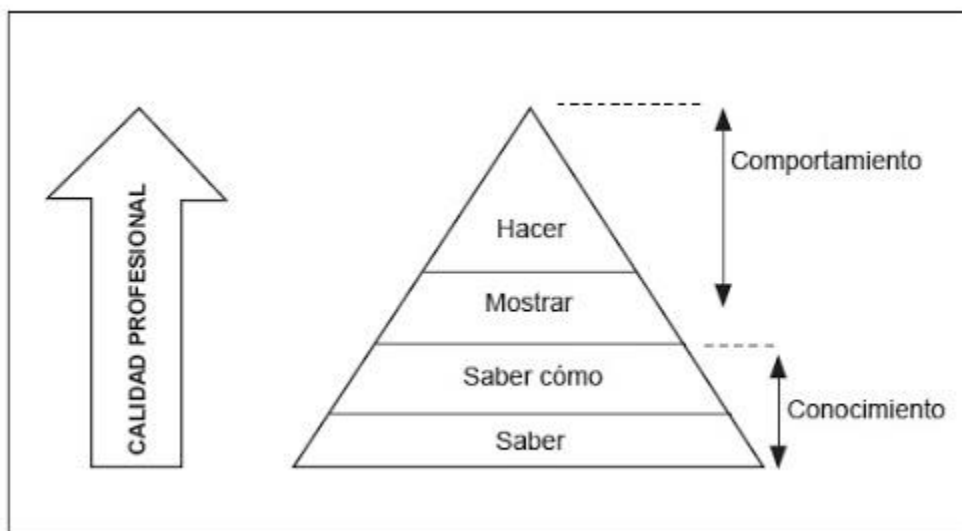 CALIDAD PROFESIONAL
Hacer
Mostrar
Saber cómo
Saber
Comportamiento
Conocimiento